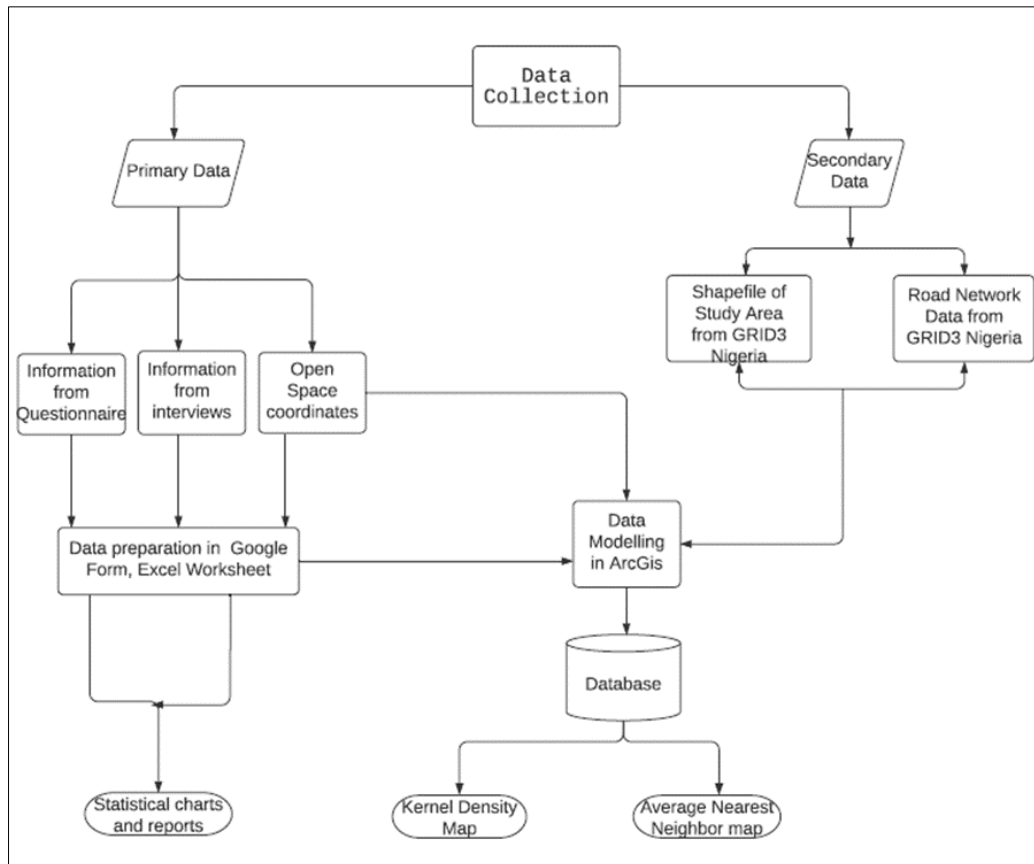 Data
Collection
Primary Data
Secondary
Data
Shapefile of
Study Area
from GRID3
Nigeria
Road Network
Data from
GRID3 Nigeria
Information
from
Questionnaire
Information
from
interviews
Open
Space
coordinates
Data preparation in Google
Form, Excel Worksheet
Data
Modelling
in ArcGis
Database
Statistical charts
and reports
Kernel Density
Map
Average Nearest
Neighbor map